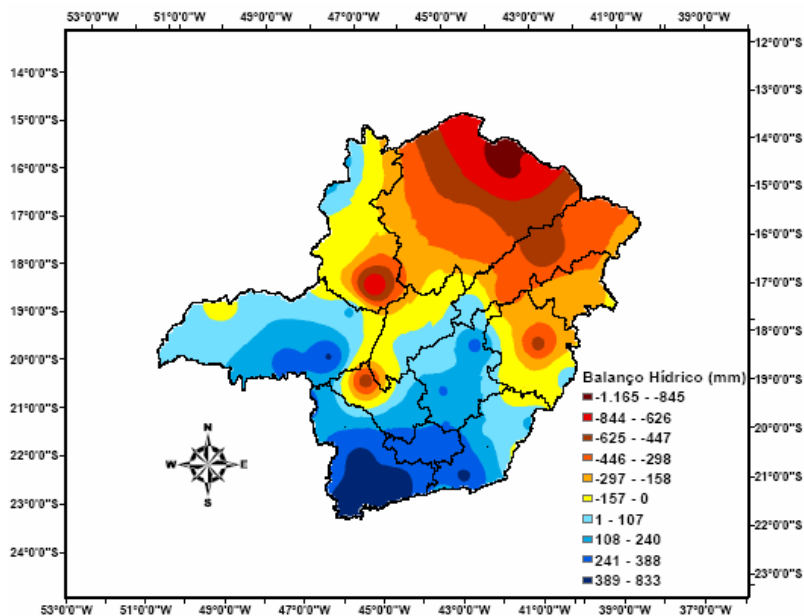 53°0'0"W 51°0'0"W 49°0'0"W 47°0'0"W 45°0'0"W 43°0'0"W 41°0'0"W 39°0'0"W
14°0'0"S
15°0'0"S
16°0'0"S
17°0'0"S
18°0'0"S
19°0'0"S
20°0'0"S
21°0'0"S
22°0'0"S
23°0'0"S
24°0'0"S
12°0'0"S
13°0'0"S
14°0'0"S
15°0'0"S
16°0'0"S
17°0'0"S
18°0'0"S
19°0'0"S
20°0'0"S
21°0'0"S
22°0'0"S
23°0'0"S
Balanço Hídrico (mm)
-1.165 - -845
-844 - -626
-625 - -447
-446 - -298
-297 - -158
-157 - 0
1 - 107
108 - 240
241 - 388
389 - 833
N
W E
S
53°0'0"W 51°0'0"W 49°0'0"W 47°0'0"W 45°0'0"W 43°0'0"W 41°0'0"W 39°0'0"W 37°0'0"W